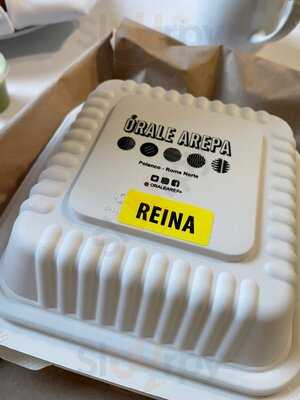 ÓRALE AREPA
Polanco - Roma Norte
@ORALEAREPA
REINA